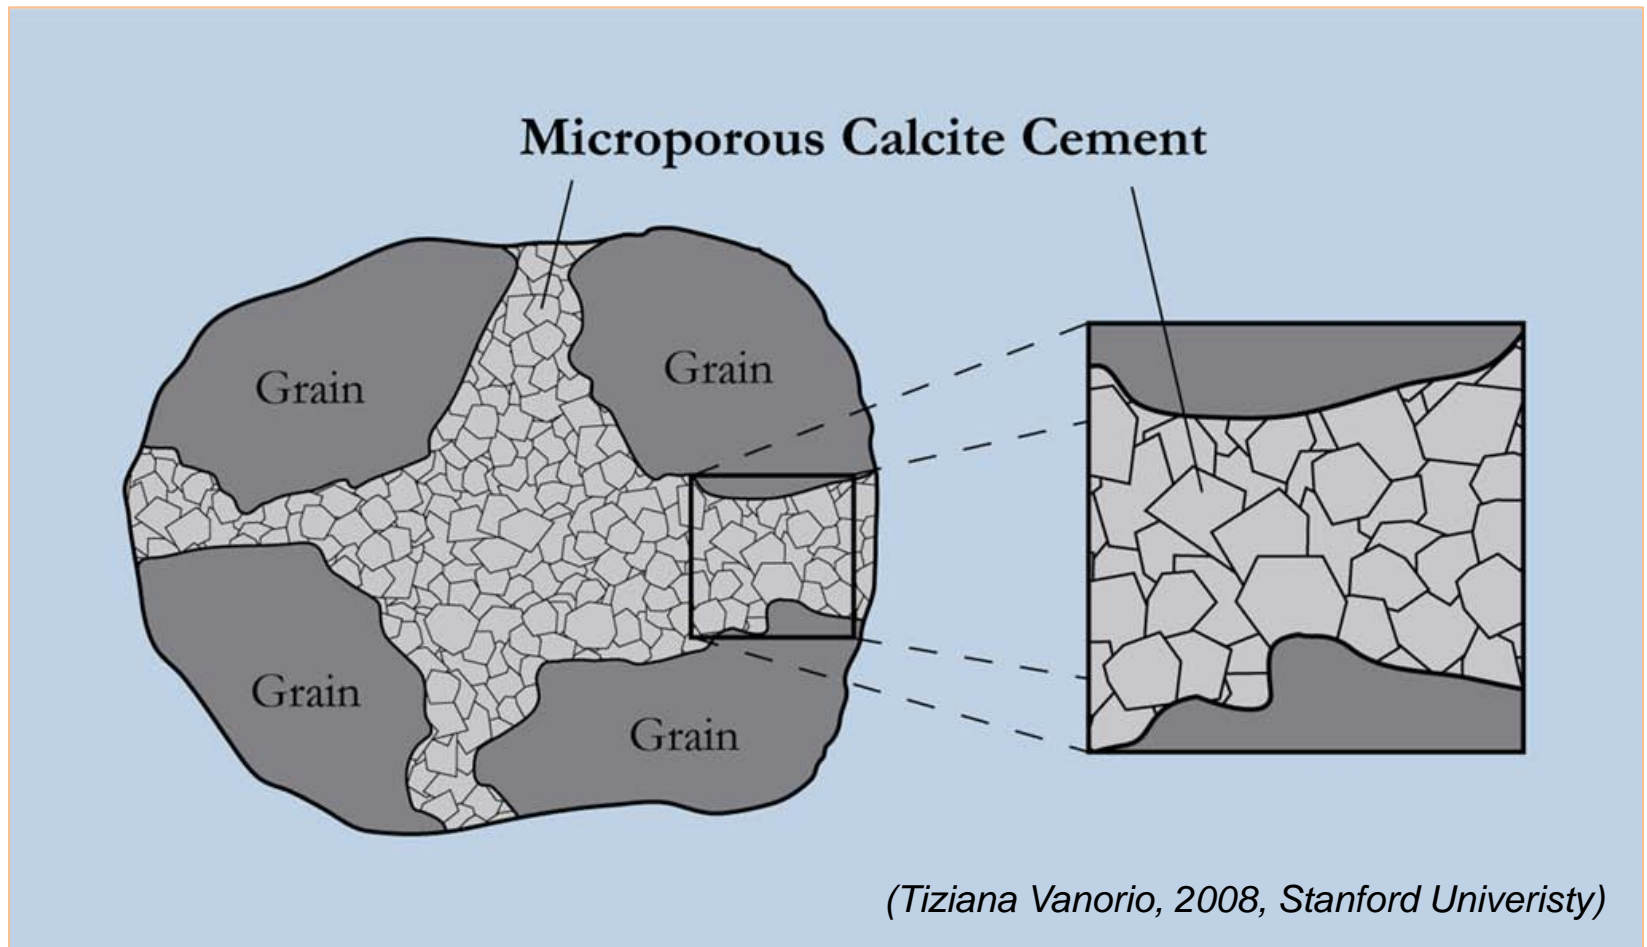 Microporous Calcite Cement
Grain
Grain
Grain
Grain
(Tiziana Vanorio, 2008, Stanford Univeristy)